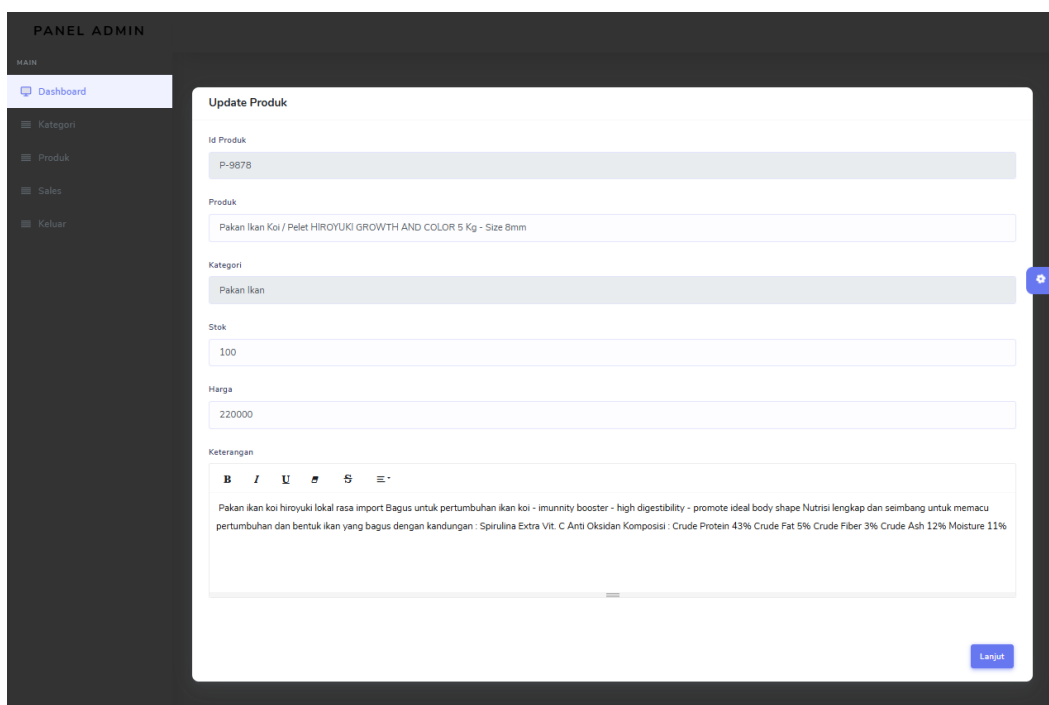 PANEL ADMIN
MAIN
Dashboard
Kategori
Produk
Sales
Keluar
Update Produk
Id Produk
P-9878
Produk
Pakan Ikan Koi / Pelet HIROYUKI GROWTH AND COLOR 5 Kg - Size 8mm
Kategori
Pakan Ikan
Stok
100
Harga
220000
Keterangan
B I U S
Pakan ikan koi hiroyuki lokal rasa import Bagus untuk pertumbuhan ikan koi - imunnity booster - high digestibility - promote ideal body shape Nutrisi lengkap dan seimbang untuk memacu
pertumbuhan dan bentuk ikan yang bagus dengan kandungan : Spirulina Extra Vit. C Anti Oksidan Komposisi : Crude Protein 43% Crude Fat 5% Crude Fiber 3% Crude Ash 12% Moisture 11%
Lanjut